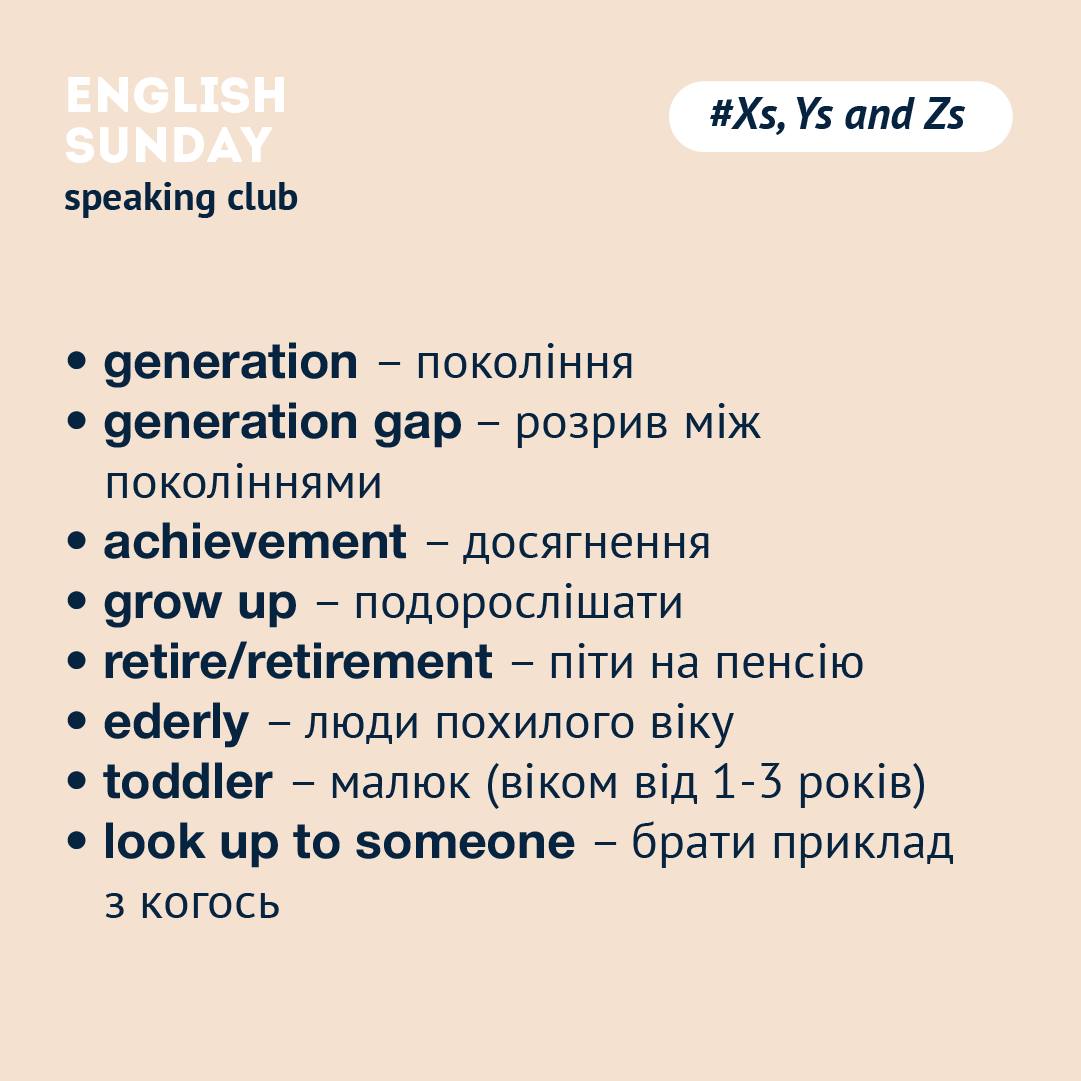 ENGLISH
SUNDAY
speaking club
#Xs, Ys and Zs
• generation – покоління
• generation gap – розрив між
поколіннями
• achievement – досягнення
• grow up – подорослішати
• retire/retirement – піти на пенсію
• ederly – люди похилого віку
• toddler – малюк (віком від 1-3 років)
• look up to someone – брати приклад
з когось